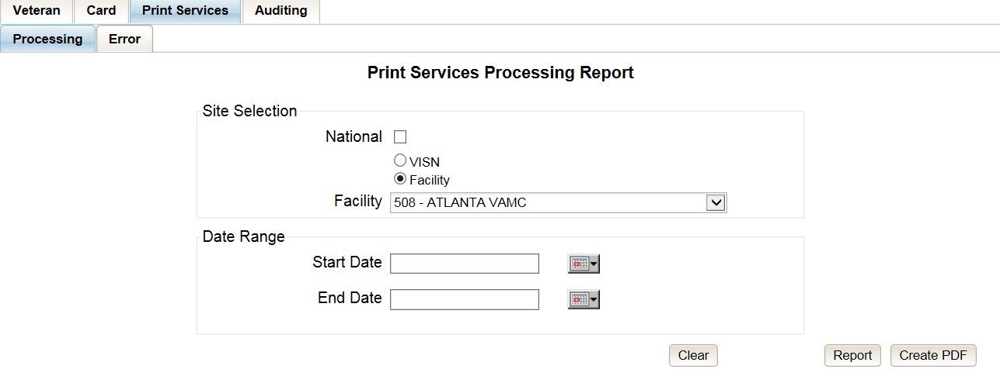 Veteran Card Print Services Auditing
Processing Error
Print Services Processing Report
Site Selection
National
VISN
Facility
Facility 508 - ATLANTA VAMC
Date Range
Start Date
End Date
Clear Report Create PDF